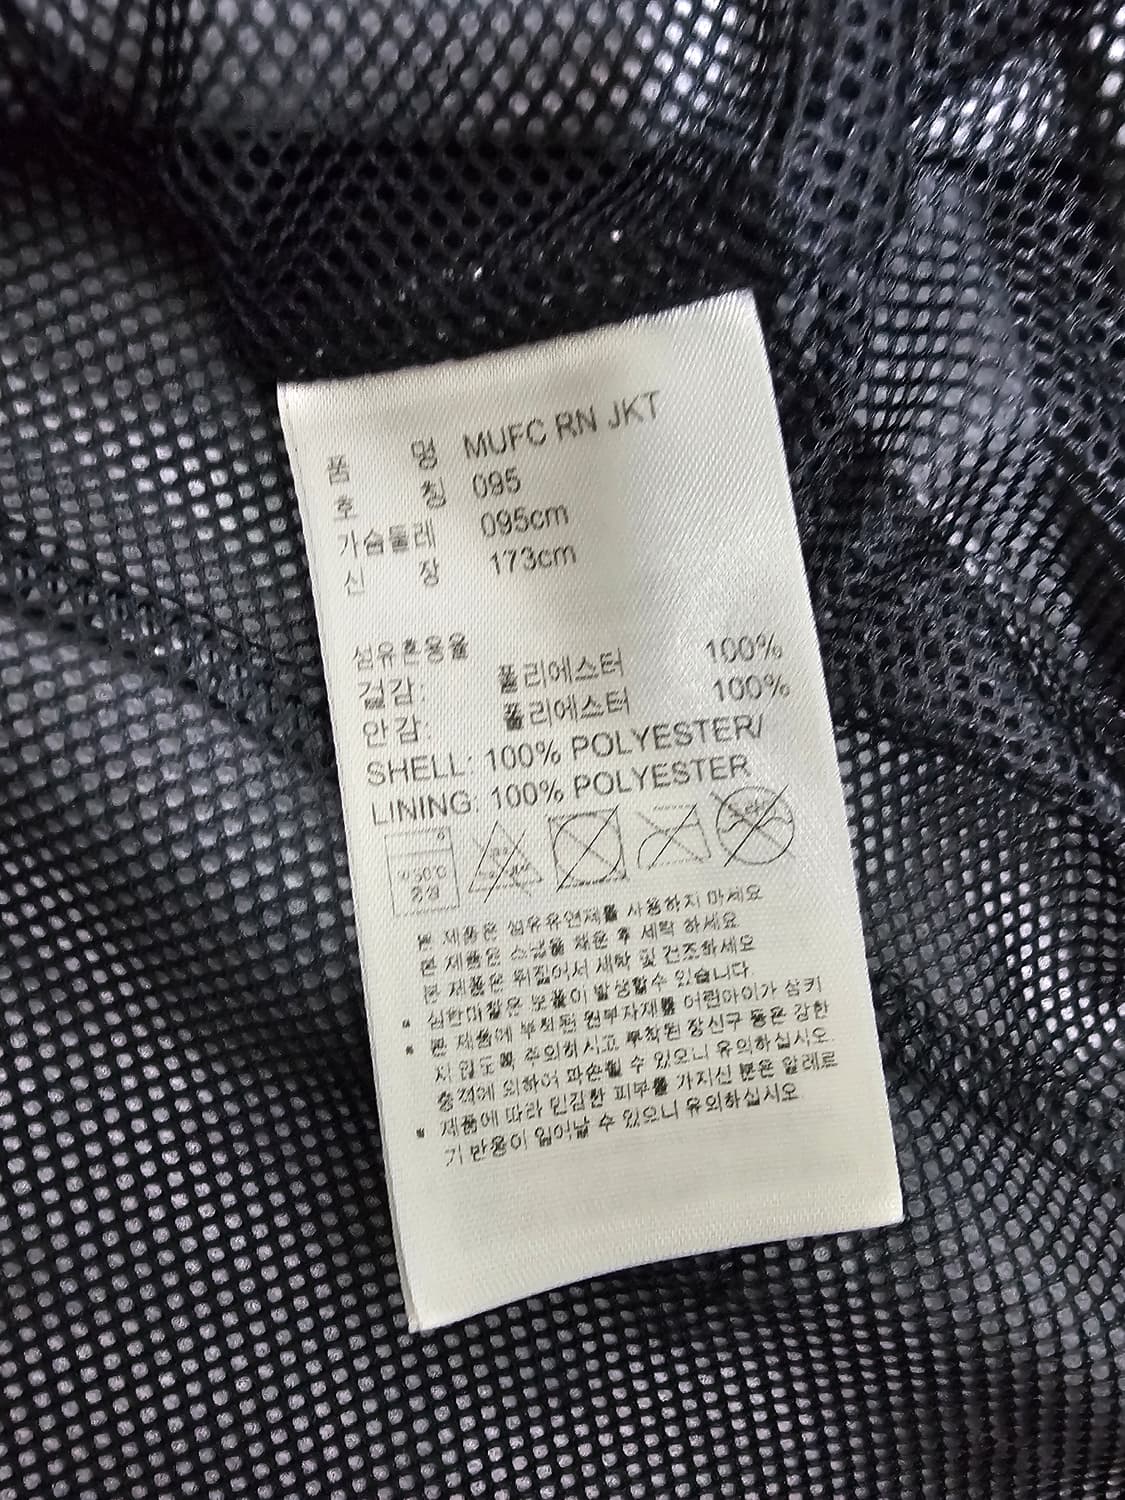 품 명 MUFC RN JKT
호 칭 095
가슴둘레 095cm
신 장 173cm
섬유혼용율
겉감: 폴리에스터 100%
안감: 폴리에스터 100%
SHELL: 100% POLYESTER/
LINING: 100% POLYESTER
중성
본 제품은 섬유유연제를 사용하지 마세요
본 제품은 스냅을 채운 후 세탁 하세요
본 제품은 뒤집어서 세탁 및 건조하세요
* 심한마찰은 보풀이 발생할수 있습니다.
* 본 제품에 부착된 원부자재를 어린아이가 삼키
지 않도록 주의하시고 부착된 장신구 등은 강한
충격에 의하여 파손될 수 있으니 유의하십시오.
* 제품에 따라 민감한 피부를 가지신 분은 알레르
기 반응이 일어날 수 있으니 유의하십시오